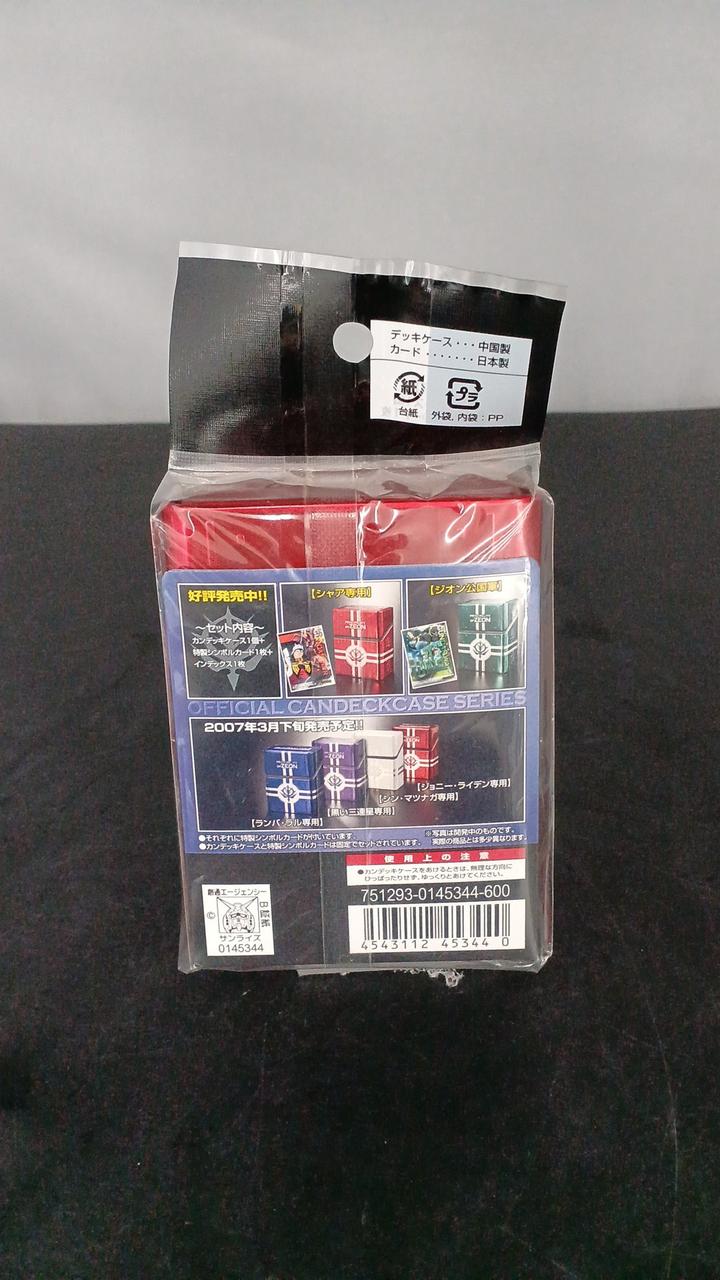 デッキケース・・・中国製
カード・・・・・・・日本製
紙
台紙
プラ
外袋, 内袋：PP
好評発売中!!
～セット内容～
カンデッキケース1個+
特製シンボルカード1枚+
インデックス1枚
【シャア専用】
ZEON
【ジオン公国軍】
ZEON
OFFICIAL CANDECKCASE SERIES
2007年3月下旬発売予定!!
ZEON
ZEON
ZEON
【ジョニー・ライデン専用】
【シン・マツナガ専用】
【黒い三連星専用】
【ランバ・ラル専用】
●それぞれに特製シンボルカードが付いています。
●カンデッキケースと特製シンボルカードは固定でセットされています。
※写真は開発中のものです。
実際の商品とは多少異なります。
使用上の注意
●カンデッキケースをあけるときは、無理な方向に
ひっぱったりせず、ゆっくりとあけてください。
751293-0145344-600
4543112 45344 0
創通エージェンシー
©
サンライズ
B証紙
0145344